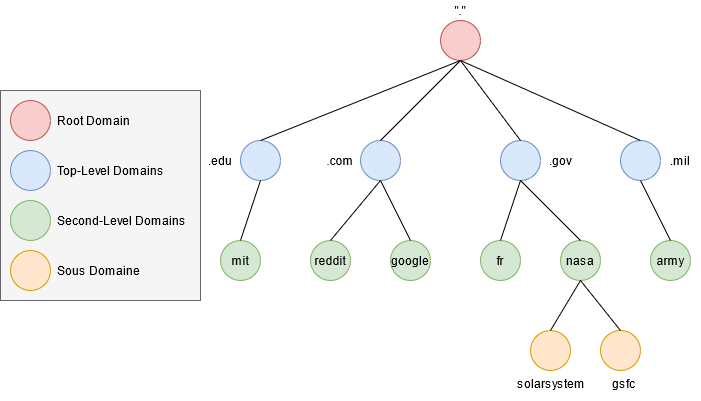 "."
Root Domain
Top-Level Domains
Second-Level Domains
Sous Domaine
.edu
.com
.gov
.mil
mit
reddit
google
fr
nasa
army
solarsystem
gsfc